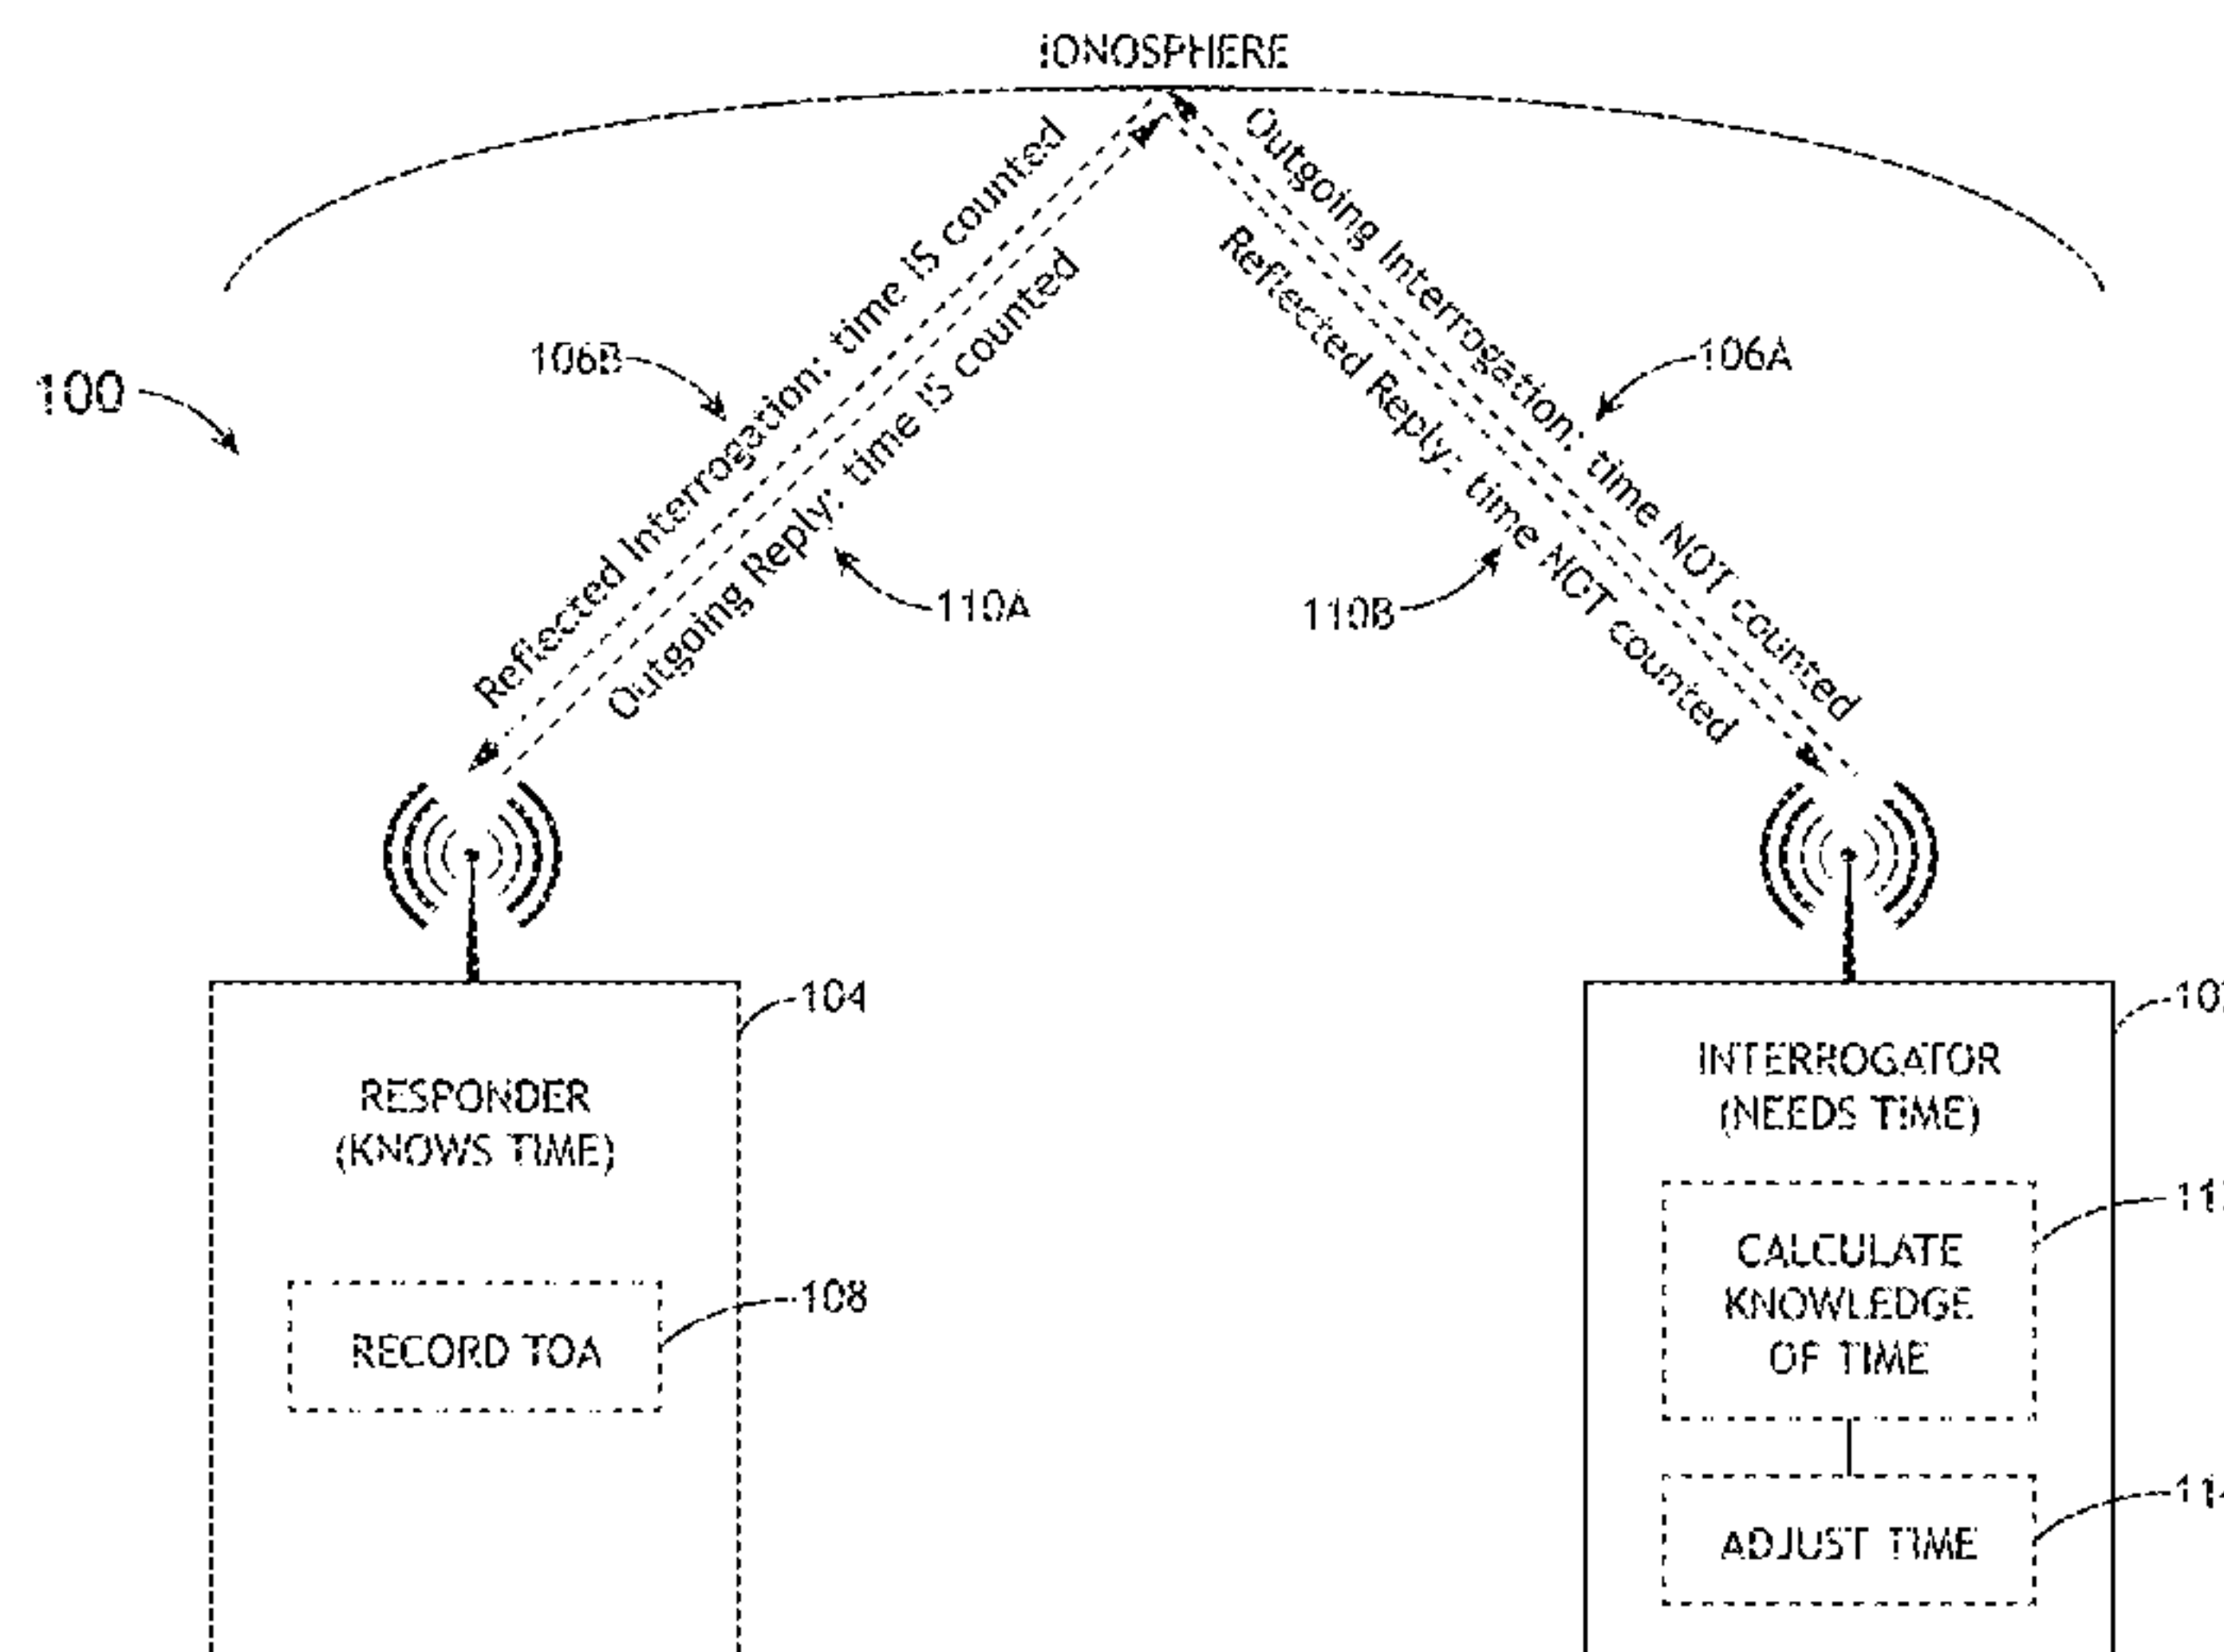 IONOSPHERE
Outgoing Interrogation: time NOT counted
Reflected Interrogation: time IS counted
Outgoing Reply: time IS counted
Reflected Reply: time NOT counted
106B
106A
100
110A
110B
104
RESPONDER
(KNOWS TIME)
108
RECORD TOA
INTERROGATOR
(NEEDS TIME)
CALCULATE
KNOWLEDGE
OF TIME
ADJUST TIME